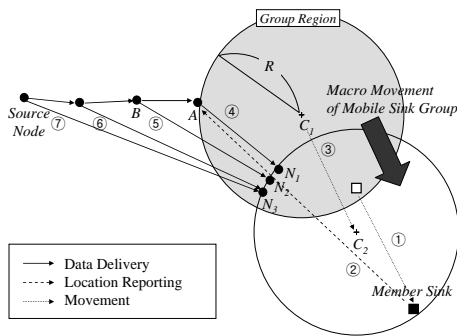 Group Region
R
Macro Movement
of Mobile Sink Group
Source
Node
B
A
C1
N1
N2
N3
C2
Member Sink
①
②
③
④
⑤
⑥
⑦
Data Delivery
Location Reporting
Movement